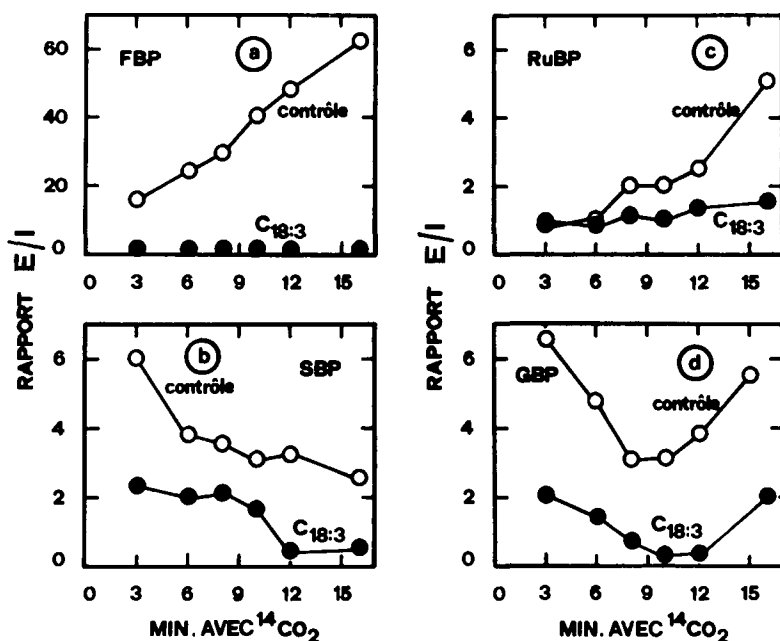 RAPPORT E/I
60
40
20
0
FBP
a
contrôle
C18:3
0 3 6 9 12 15
6
4
2
0
b
SBP
contrôle
C18:3
0 3 6 9 12 15
MIN. AVEC 14CO2
RAPPORT E/I
6
4
2
0
RuBP
c
contrôle
C18:3
0 3 6 9 12 15
6
4
2
0
GBP
d
contrôle
C18:3
0 3 6 9 12 15
MIN. AVEC 14CO2